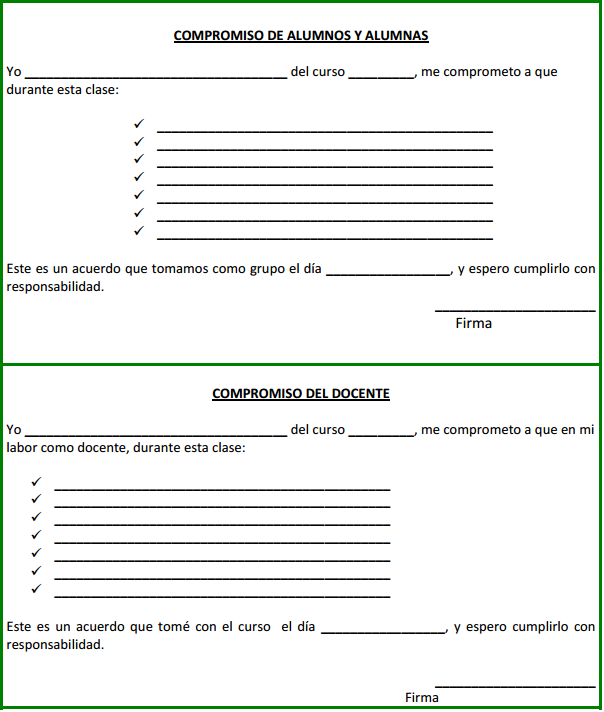 COMPROMISO DE ALUMNOS Y ALUMNAS
Yo ____________________________________ del curso _________, me comprometo a que
durante esta clase:
✓ ______________________________________________
✓ ______________________________________________
✓ ______________________________________________
✓ ______________________________________________
✓ ______________________________________________
✓ ______________________________________________
✓ ______________________________________________
Este es un acuerdo que tomamos como grupo el día _________________, y espero cumplirlo con
responsabilidad.
______________________
Firma
COMPROMISO DEL DOCENTE
Yo ____________________________________ del curso _________, me comprometo a que en mi
labor como docente, durante esta clase:
✓ ______________________________________________
✓ ______________________________________________
✓ ______________________________________________
✓ ______________________________________________
✓ ______________________________________________
✓ ______________________________________________
✓ ______________________________________________
Este es un acuerdo que tomé con el curso el día _________________, y espero cumplirlo con
responsabilidad.
______________________
Firma